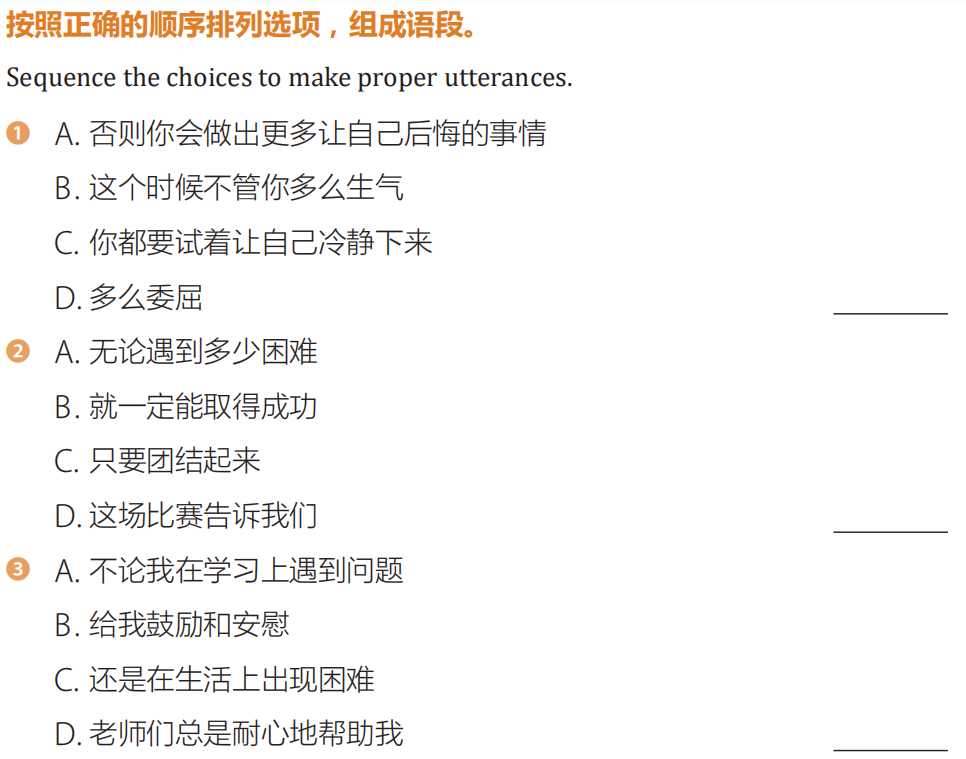 按照正确的顺序排列选项，组成语段。
Sequence the choices to make proper utterances.
1 A. 否则你会做出更多让自己后悔的事情
B. 这个时候不管你多么生气
C. 你都要试着让自己冷静下来
D. 多么委屈
2 A. 无论遇到多少困难
B. 就一定能取得成功
C. 只要团结起来
D. 这场比赛告诉我们
3 A. 不论我在学习上遇到问题
B. 给我鼓励和安慰
C. 还是在生活上出现困难
D. 老师们总是耐心地帮助我